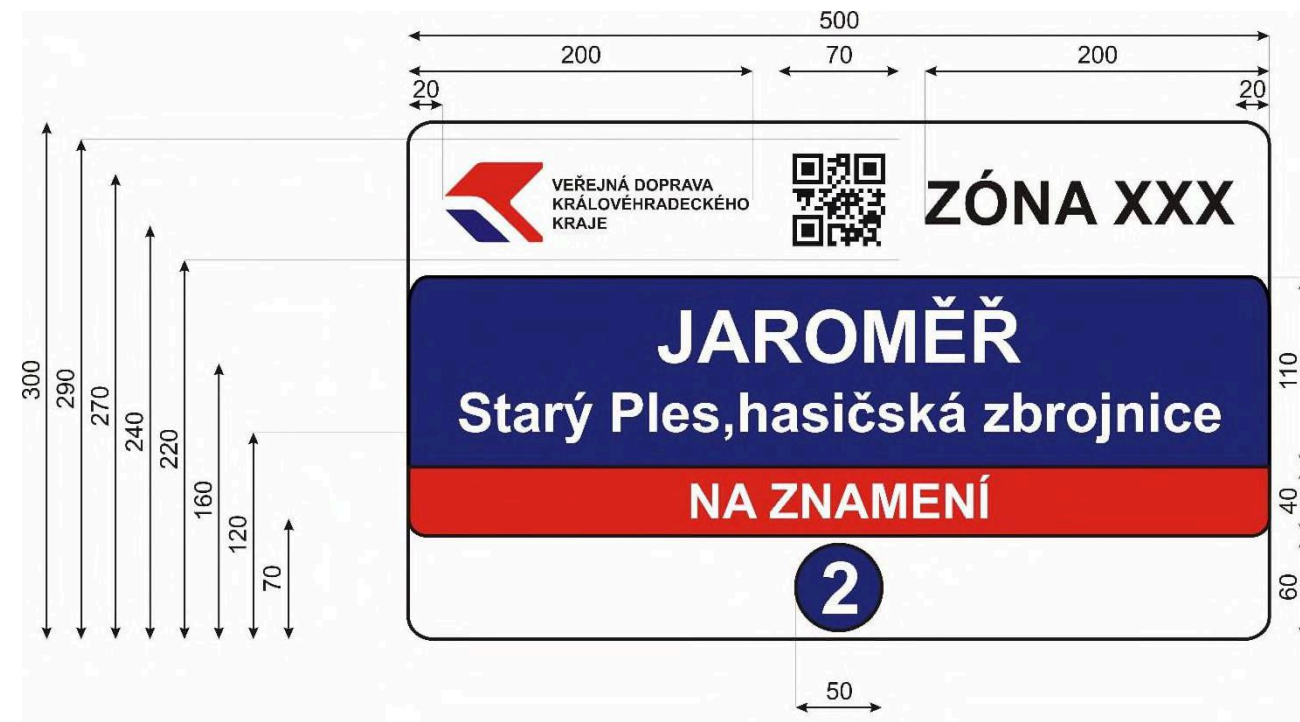 500
200 70 200
20 20
VEŘEJNÁ DOPRAVA
KRÁLOVÉHRADECKÉHO
KRAJE
ZÓNA XXX
JAROMĚŘ
Starý Ples,hasičská zbrojnice
NA ZNAMENÍ
2
300
290
270
240
220
160
120
70
110
40
60
50